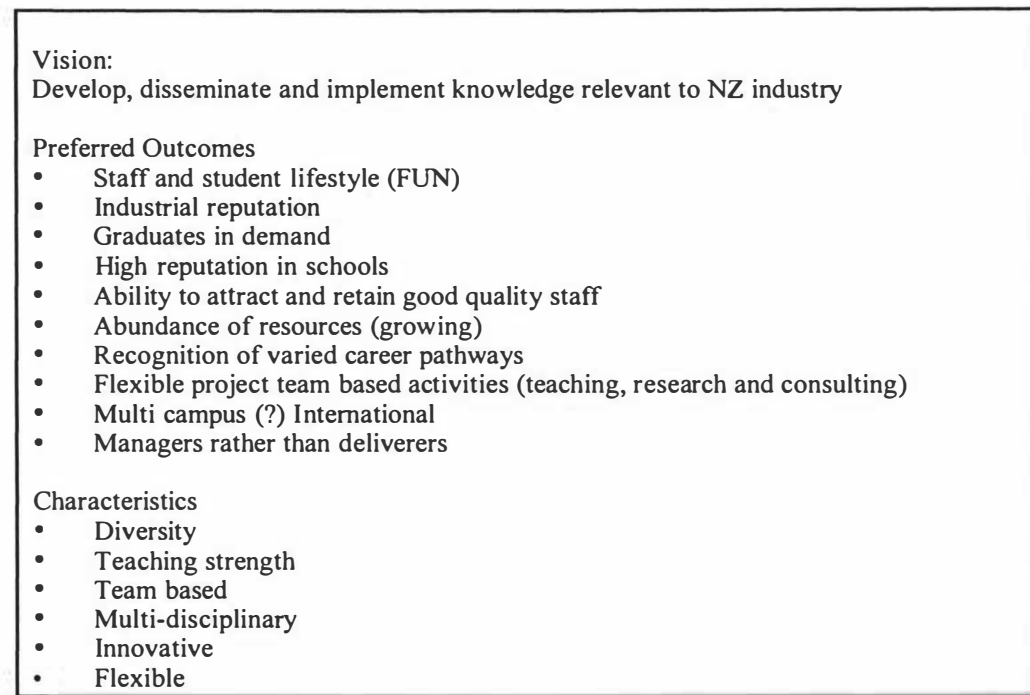 Vision:
Develop, disseminate and implement knowledge relevant to NZ industry
Preferred Outcomes
• Staff and student lifestyle (FUN)
• Industrial reputation
• Graduates in demand
• High reputation in schools
• Ability to attract and retain good quality staff
• Abundance of resources (growing)
• Recognition of varied career pathways
• Flexible project team based activities (teaching, research and consulting)
• Multi campus (?) International
• Managers rather than deliverers
Characteristics
• Diversity
• Teaching strength
• Team based
• Multi-disciplinary
• Innovative
• Flexible